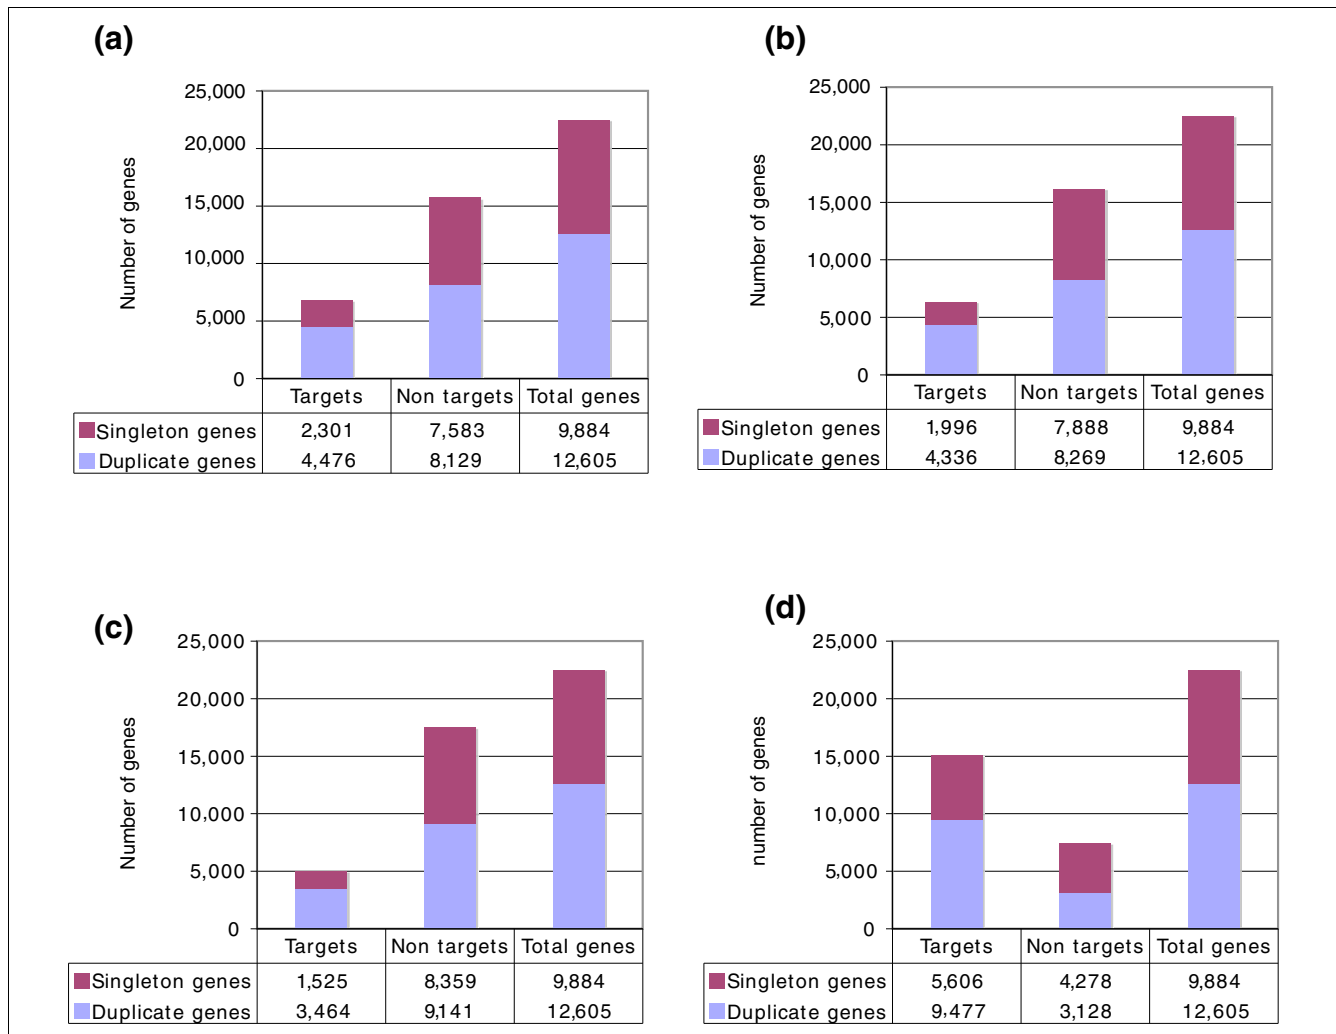 (a)
Number of genes
25,000
20,000
15,000
10,000
5,000
0
Targets Non targets Total genes
Singleton genes 2,301 7,583 9,884
Duplicate genes 4,476 8,129 12,605
(b)
Number of genes
25,000
20,000
15,000
10,000
5,000
0
Targets Non targets Total genes
Singleton genes 1,996 7,888 9,884
Duplicate genes 4,336 8,269 12,605
(c)
Number of genes
25,000
20,000
15,000
10,000
5,000
0
Targets Non targets Total genes
Singleton genes 1,525 8,359 9,884
Duplicate genes 3,464 9,141 12,605
(d)
number of genes
25,000
20,000
15,000
10,000
5,000
0
Targets Non targets Total genes
Singleton genes 5,606 4,278 9,884
Duplicate genes 9,477 3,128 12,605